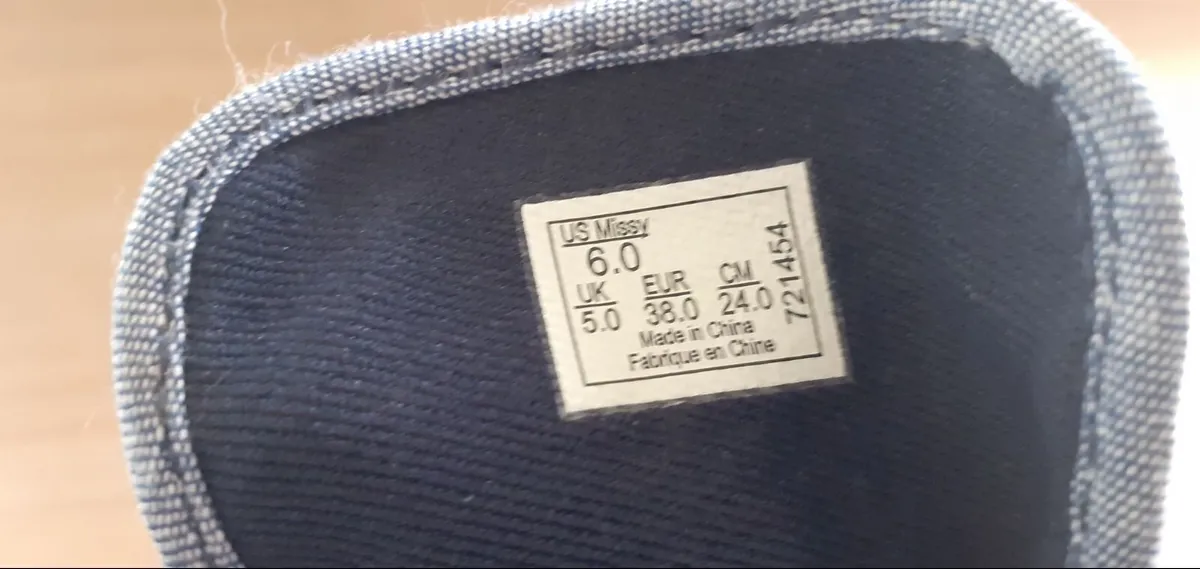 US Missy
6.0
UK EUR CM
5.0 38.0 24.0
Made in China
Fabrique en Chine
721454